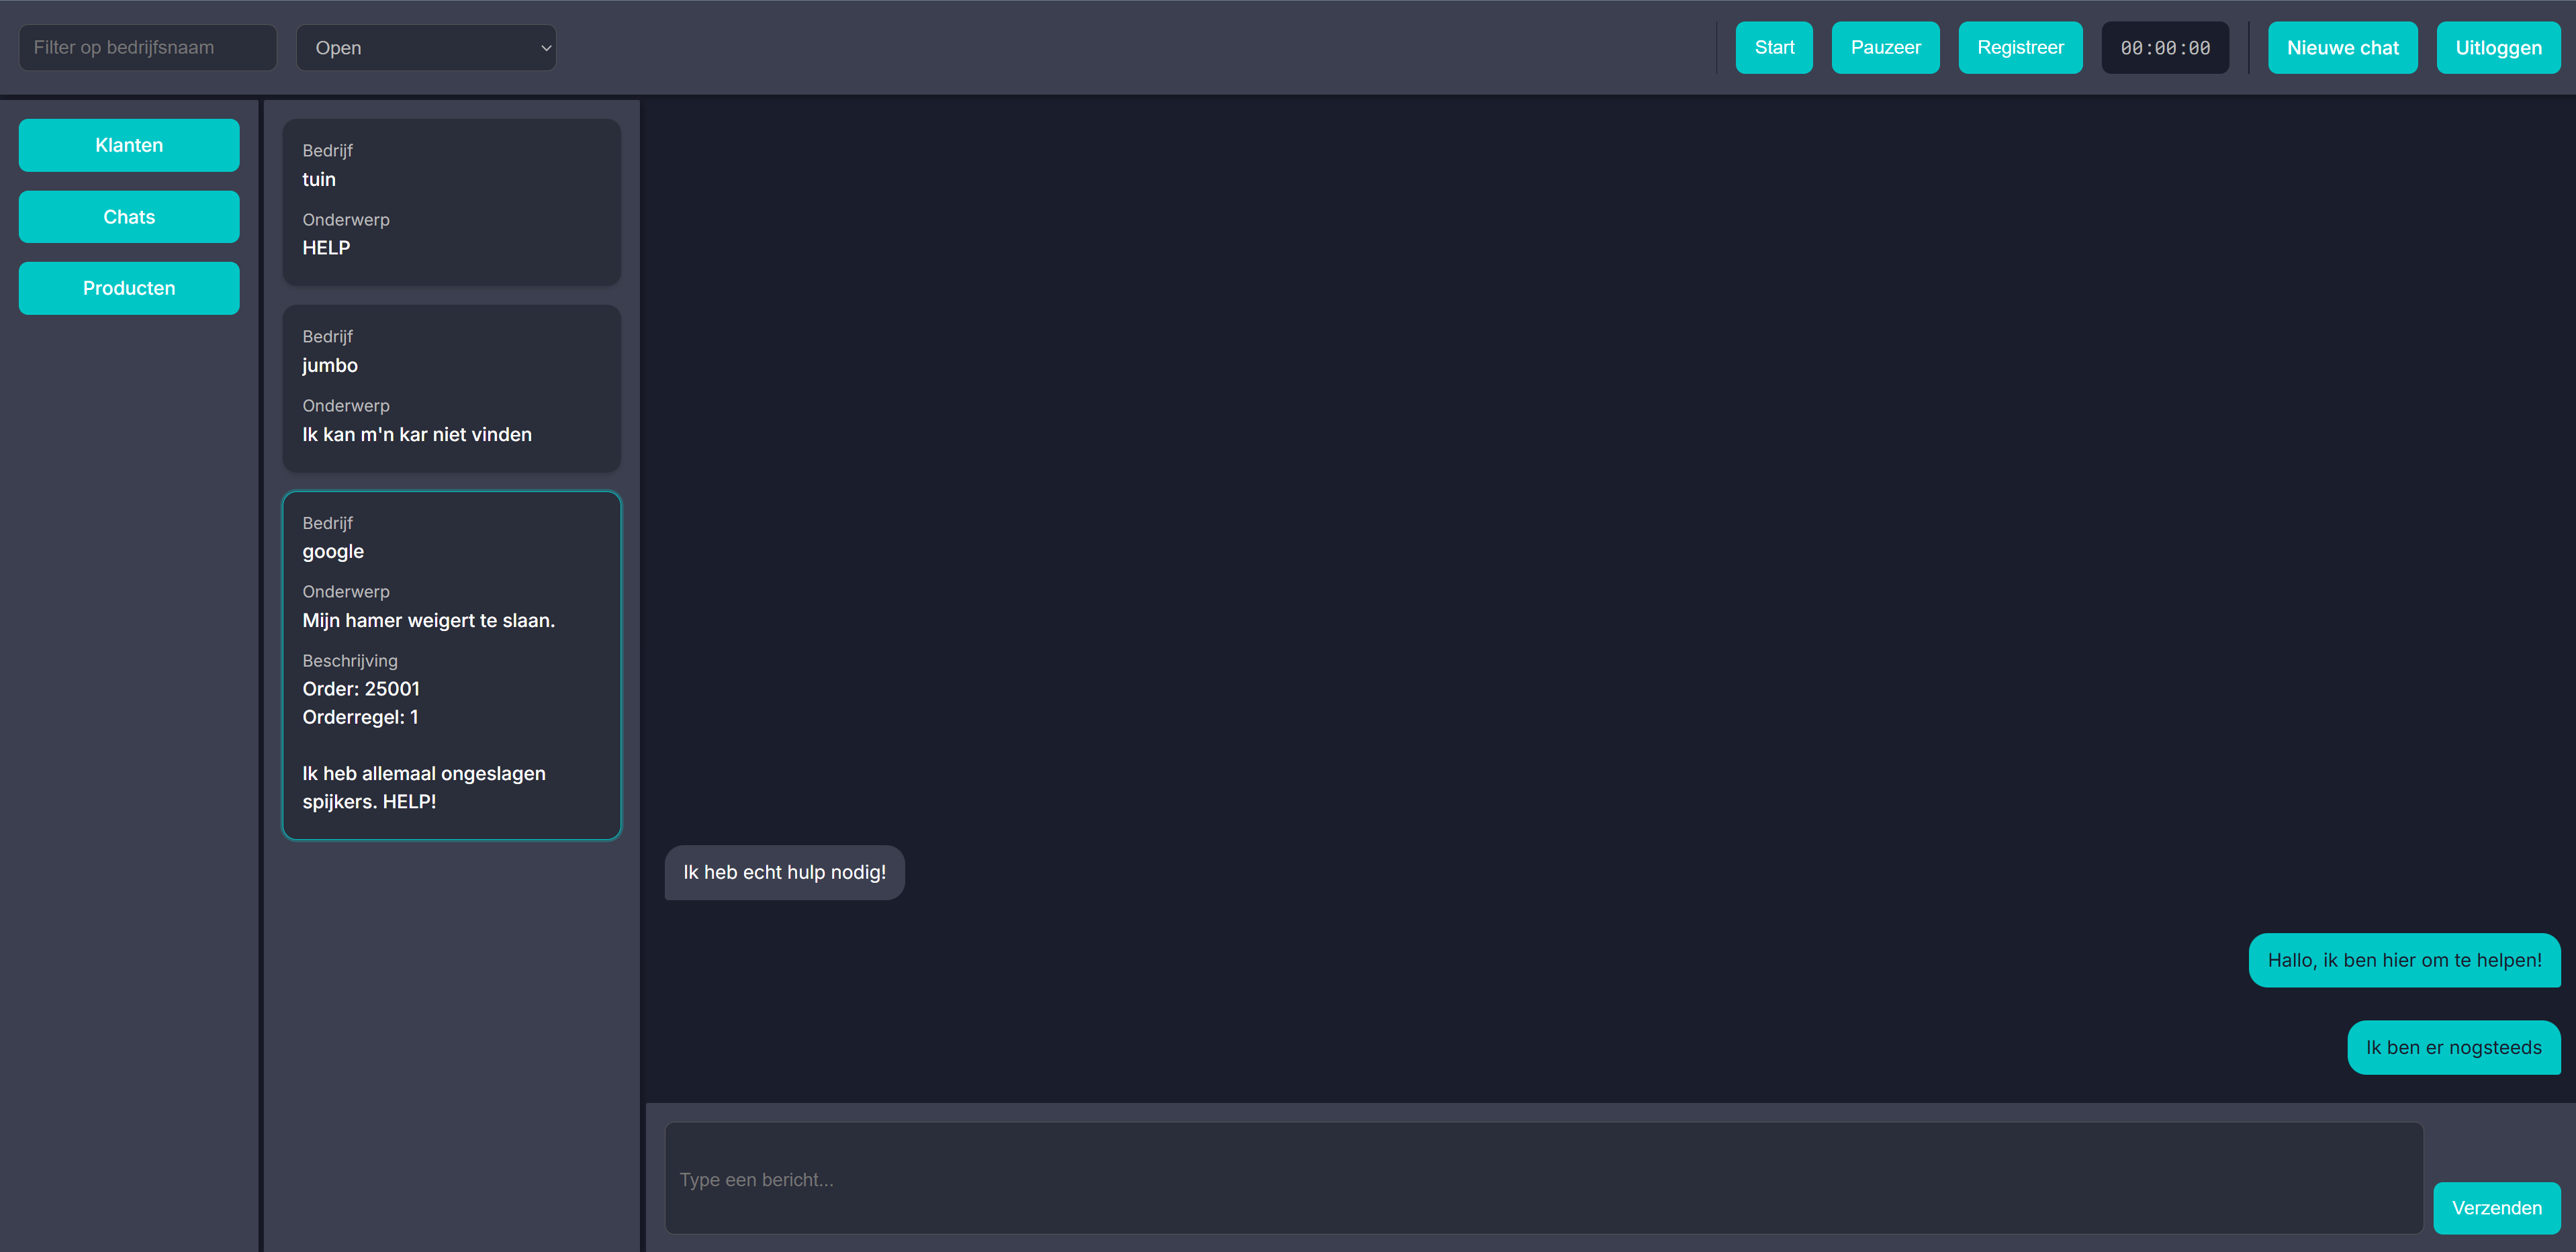 Filter op bedrijfsnaam
Open
Start
Pauzeer
Registreer
00:00:00
Nieuwe chat
Uitloggen
Klanten
Chats
Producten
Bedrijf
tuin
Onderwerp
HELP
Bedrijf
jumbo
Onderwerp
Ik kan m'n kar niet vinden
Bedrijf
google
Onderwerp
Mijn hamer weigert te slaan.
Beschrijving
Order: 25001
Orderregel: 1
Ik heb allemaal ongeslagen
spijkers. HELP!
Ik heb echt hulp nodig!
Hallo, ik ben hier om te helpen!
Ik ben er nogsteeds
Type een bericht...
Verzenden